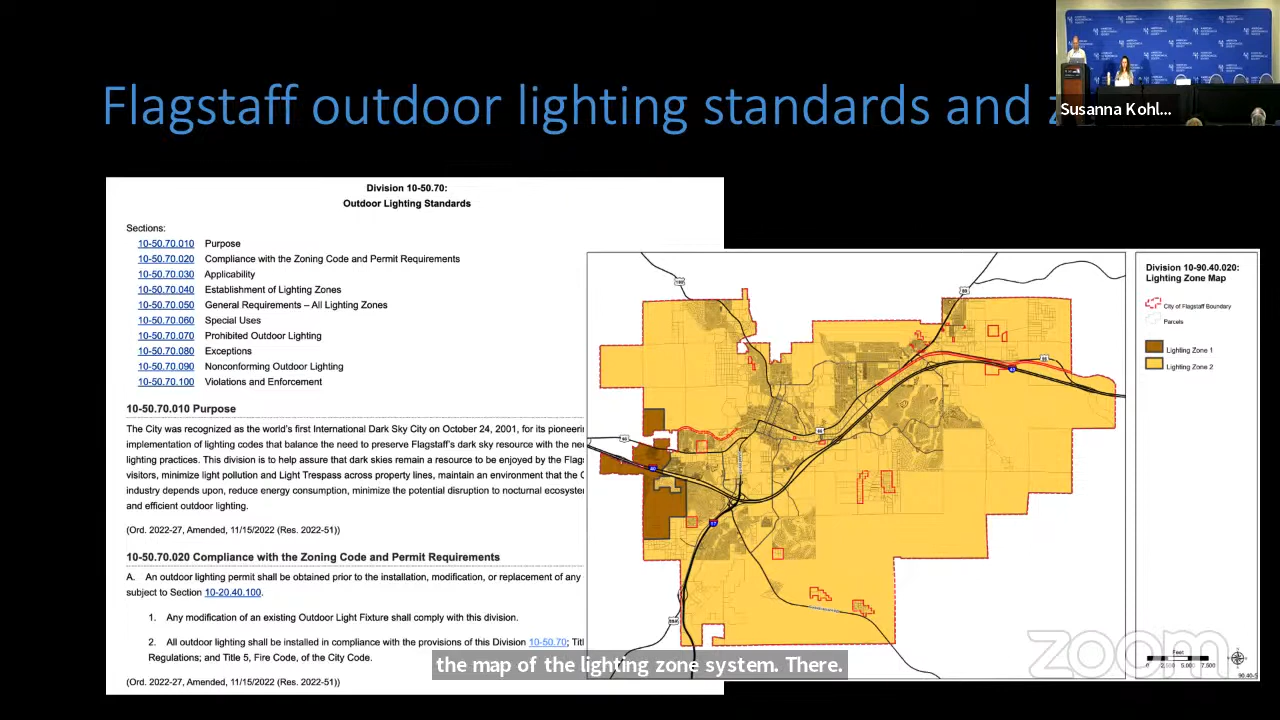 Flagstaff outdoor lighting standards and
Susanna Kohl...
Division 10-50.70:
Outdoor Lighting Standards
Sections:
10-50.70.010 Purpose
10-50.70.020 Compliance with the Zoning Code and Permit Requirements
10-50.70.030 Applicability
10-50.70.040 Establishment of Lighting Zones
10-50.70.050 General Requirements – All Lighting Zones
10-50.70.060 Special Uses
10-50.70.070 Prohibited Outdoor Lighting
10-50.70.080 Exceptions
10-50.70.090 Nonconforming Outdoor Lighting
10-50.70.100 Violations and Enforcement
10-50.70.010 Purpose
The City was recognized as the world's first International Dark Sky City on October 24, 2001, for its pioneerin
implementation of lighting codes that balance the need to preserve Flagstaff's dark sky resource with the nee
lighting practices. This division is to help assure that dark skies remain a resource to be enjoyed by the Flags
visitors, minimize light pollution and Light Trespass across property lines, maintain an environment that the C
industry depends upon, reduce energy consumption, minimize the potential disruption to nocturnal ecosyster
and efficient outdoor lighting.
(Ord. 2022-27, Amended, 11/15/2022 (Res. 2022-51))
10-50.70.020 Compliance with the Zoning Code and Permit Requirements
A. An outdoor lighting permit shall be obtained prior to the installation, modification, or replacement of any
subject to Section 10-20.40.100.
1. Any modification of an existing Outdoor Light Fixture shall comply with this division.
2. All outdoor lighting shall be installed in compliance with the provisions of this Division 10-50.70; Titl
Regulations; and Title 5, Fire Code, of the City Code.
(Ord. 2022-27, Amended, 11/15/2022 (Res. 2022-51))
Division 10-90.40.020:
Lighting Zone Map
City of Flagstaff Boundary
Parcels
Lighting Zone 1
Lighting Zone 2
180
89
40
17
zoom
Feet
0 2,500 5,000 7,500
the map of the lighting zone system. There.